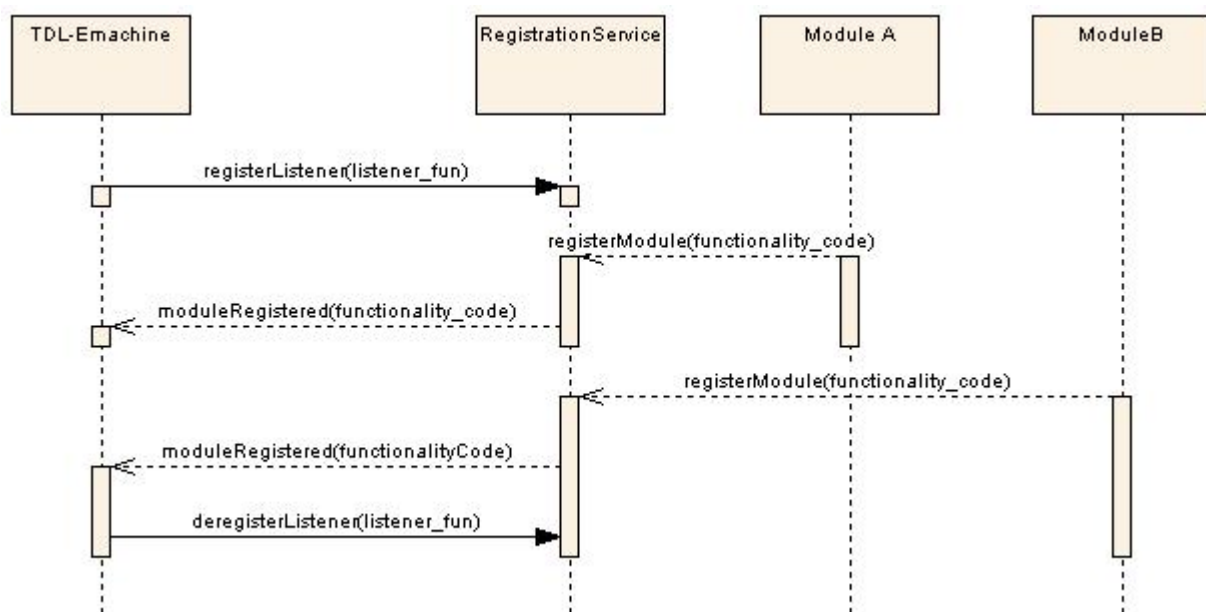 TDL-Emachine
RegistrationService
Module A
ModuleB
registerListener(listener_fun)
registerModule(functionality_code)
moduleRegistered(functionality_code)
registerModule(functionality_code)
moduleRegistered(functionalityCode)
deregisterListener(listener_fun)